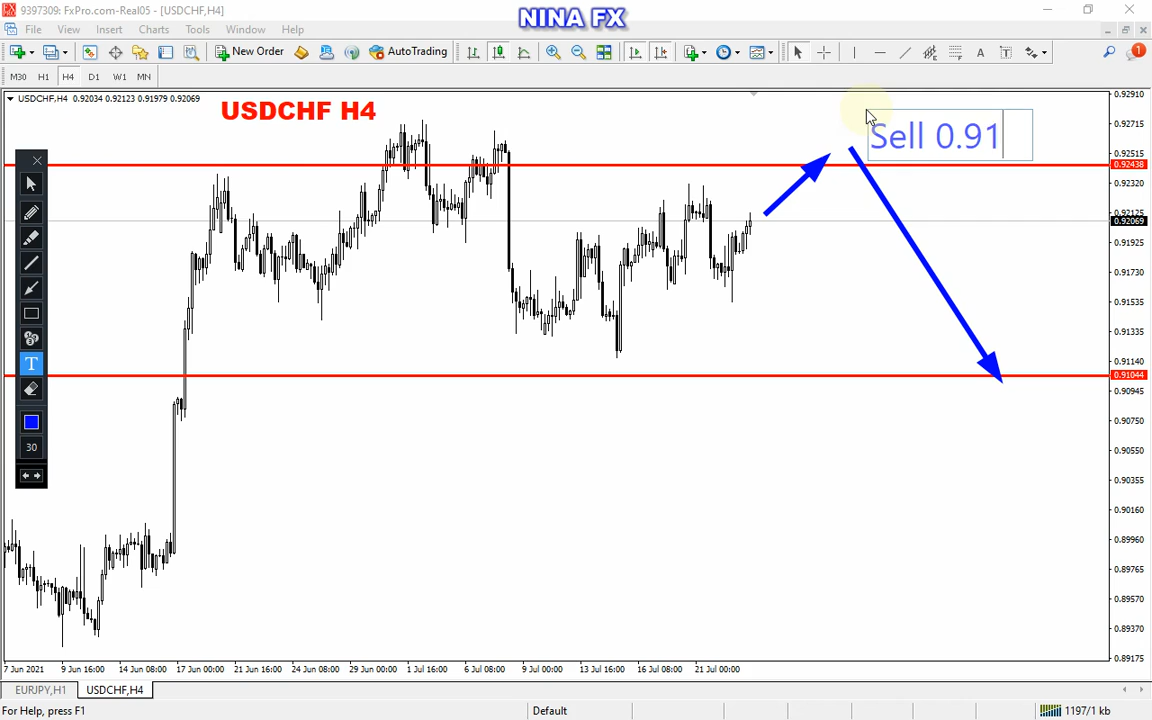 9397309: FxPro.com-Real05 - [USDCHF,H4]
NINA FX
File View Insert Charts Tools Window Help
New Order AutoTrading
A T 1
M30 H1 H4 D1 W1 MN
USDCHF,H4 0.92034 0.92123 0.91979 0.92069
USDCHF H4
Sell 0.91
0.92910
0.92715
0.92515
0.92438
0.92320
0.92125
0.92069
0.91925
0.91730
0.91535
0.91335
0.91140
0.91044
0.90945
0.90750
0.90550
0.90355
0.90160
0.89960
0.89765
0.89570
0.89370
0.89175
T
30
7 Jun 2021 9 Jun 16:00 14 Jun 08:00 17 Jun 00:00 21 Jun 16:00 24 Jun 08:00 29 Jun 00:00 1 Jul 16:00 6 Jul 08:00 9 Jul 00:00 13 Jul 16:00 16 Jul 08:00 21 Jul 00:00
EURJPY,H1 USDCHF,H4
For Help, press F1 Default 1197/1 kb